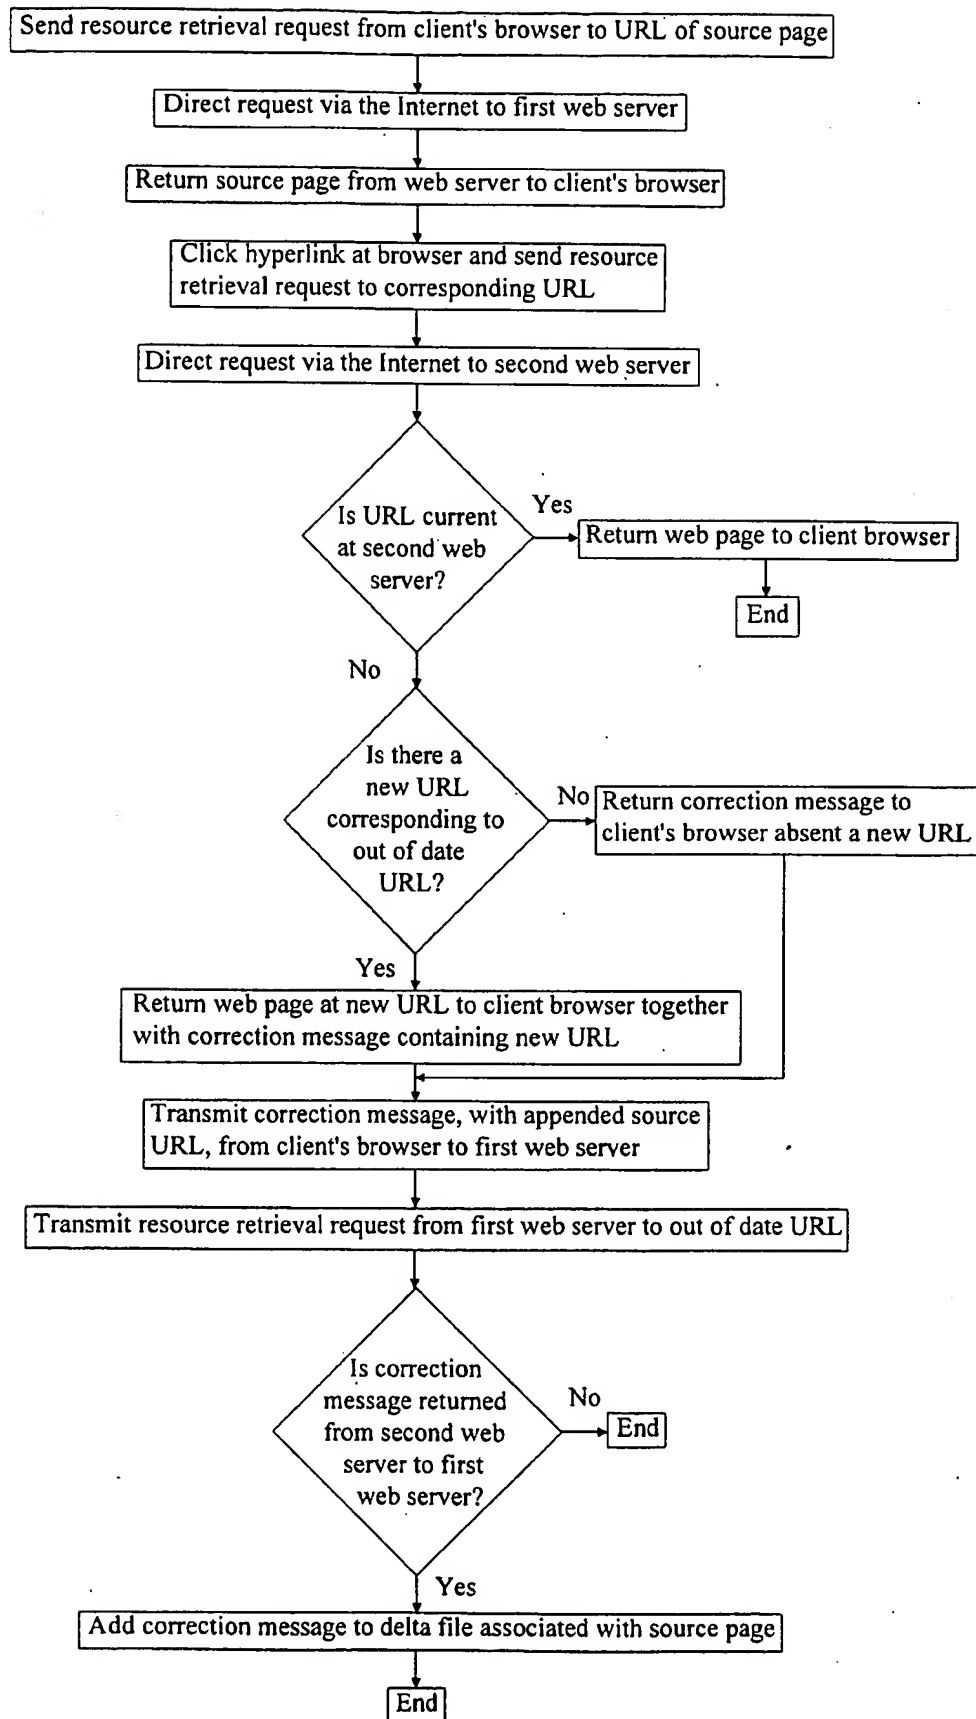 Send resource retrieval request from client's browser to URL of source page
Direct request via the Internet to first web server
Return source page from web server to client's browser
Click hyperlink at browser and send resource
retrieval request to corresponding URL
Direct request via the Internet to second web server
Is URL current
at second web
server?
Yes
Return web page to client browser
End
No
Is there a
new URL
corresponding to
out of date
URL?
No
Return correction message to
client's browser absent a new URL
Yes
Return web page at new URL to client browser together
with correction message containing new URL
Transmit correction message, with appended source
URL, from client's browser to first web server
Transmit resource retrieval request from first web server to out of date URL
Is correction
message returned
from second web
server to first
web server?
No
End
Yes
Add correction message to delta file associated with source page
End